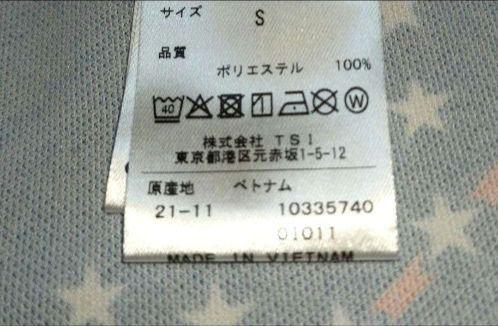 サイズ S
品質
ポリエステル 100%
40 W
株式会社 TSI
東京都港区元赤坂1-5-12
原産地 ベトナム
21-11 10335740
01011
MADE IN VIETNAM